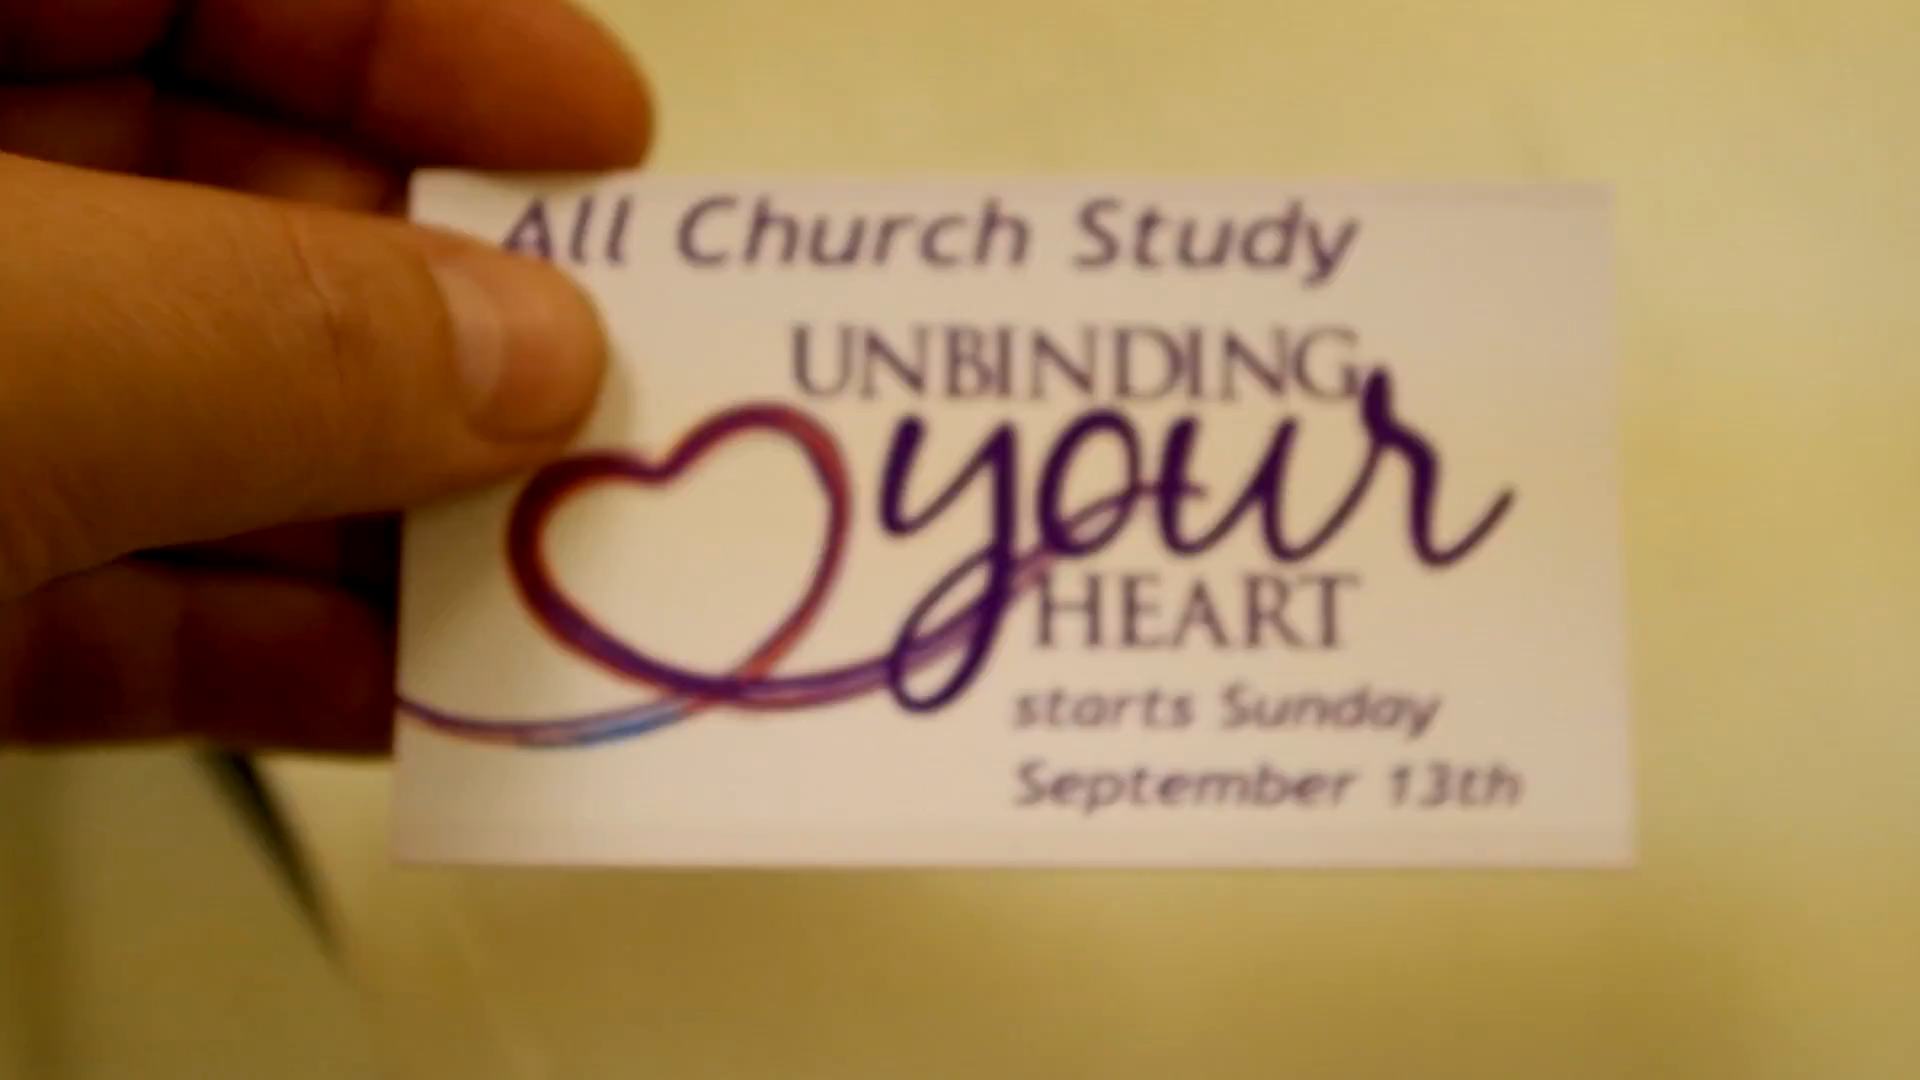 All Church Study
UNBINDING
your
HEART
starts Sunday
September 13th